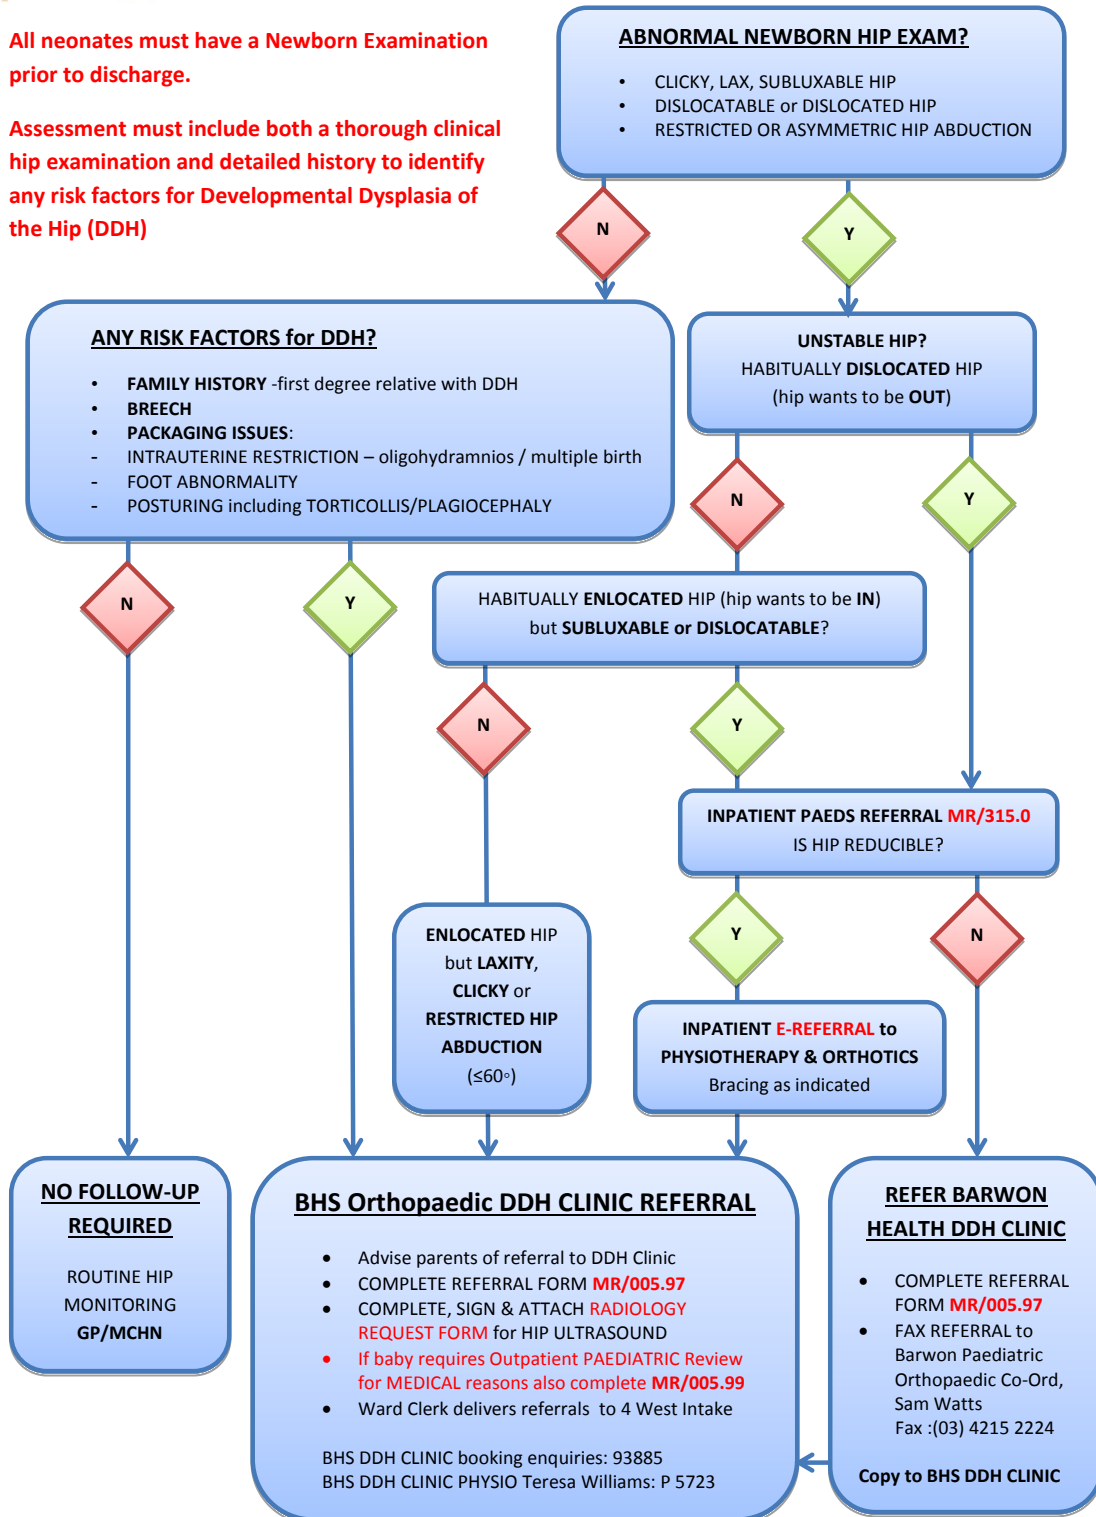 All neonates must have a Newborn Examination
prior to discharge.
Assessment must include both a thorough clinical
hip examination and detailed history to identify
any risk factors for Developmental Dysplasia of
the Hip (DDH)
ABNORMAL NEWBORN HIP EXAM?
• CLICKY, LAX, SUBLUXABLE HIP
• DISLOCATABLE or DISLOCATED HIP
• RESTRICTED OR ASYMMETRIC HIP ABDUCTION
N
Y
ANY RISK FACTORS for DDH?
• FAMILY HISTORY -first degree relative with DDH
• BREECH
• PACKAGING ISSUES:
- INTRAUTERINE RESTRICTION – oligohydramnios / multiple birth
- FOOT ABNORMALITY
- POSTURING including TORTICOLLIS/PLAGIOCEPHALY
UNSTABLE HIP?
HABITUALLY DISLOCATED HIP
(hip wants to be OUT)
N
Y
N
Y
HABITUALLY ENLOCATED HIP (hip wants to be IN)
but SUBLUXABLE or DISLOCATABLE?
N
Y
INPATIENT PAEDS REFERRAL MR/315.0
IS HIP REDUCIBLE?
Y
N
ENLOCATED HIP
but LAXITY,
CLICKY or
RESTRICTED HIP
ABDUCTION
(≤60◦)
INPATIENT E-REFERRAL to
PHYSIOTHERAPY & ORTHOTICS
Bracing as indicated
NO FOLLOW-UP
REQUIRED
ROUTINE HIP
MONITORING
GP/MCHN
BHS Orthopaedic DDH CLINIC REFERRAL
• Advise parents of referral to DDH Clinic
• COMPLETE REFERRAL FORM MR/005.97
• COMPLETE, SIGN & ATTACH RADIOLOGY
REQUEST FORM for HIP ULTRASOUND
• If baby requires Outpatient PAEDIATRIC Review
for MEDICAL reasons also complete MR/005.99
• Ward Clerk delivers referrals to 4 West Intake
BHS DDH CLINIC booking enquiries: 93885
BHS DDH CLINIC PHYSIO Teresa Williams: P 5723
REFER BARWON
HEALTH DDH CLINIC
• COMPLETE REFERRAL
FORM MR/005.97
• FAX REFERRAL to
Barwon Paediatric
Orthopaedic Co-Ord,
Sam Watts
Fax :(03) 4215 2224
Copy to BHS DDH CLINIC